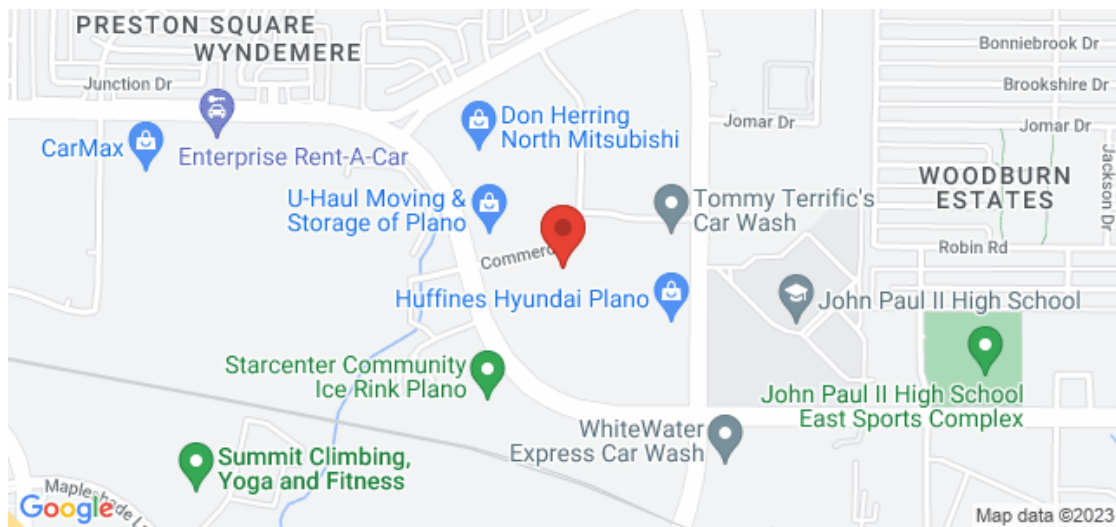 PRESTON SQUARE
WYNDEMERE
Bonniebrook Dr
Junction Dr
Brookshire Dr
Don Herring
North Mitsubishi
Jomar Dr
Jomar Dr
CarMax
Enterprise Rent-A-Car
Jackson Dr
WOODBURN
ESTATES
U-Haul Moving &
Storage of Plano
Tommy Terrific's
Car Wash
Commerc
Robin Rd
Huffines Hyundai Plano
John Paul II High School
Starcenter Community
Ice Rink Plano
John Paul II High School
East Sports Complex
WhiteWater
Express Car Wash
Summit Climbing,
Yoga and Fitness
Google
Map data ©2023